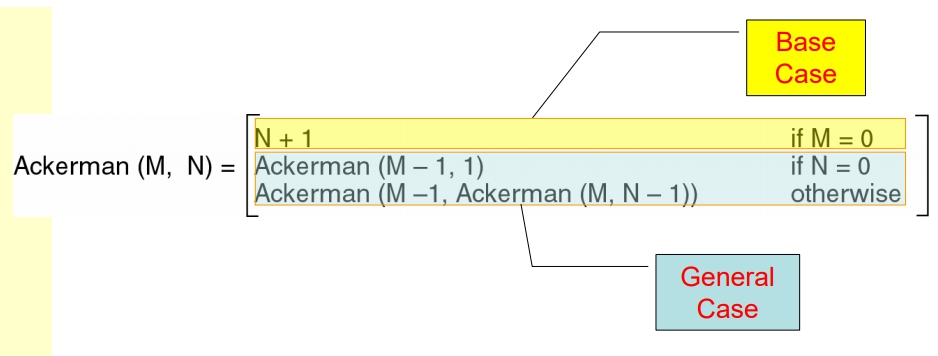 Base
Case
N + 1 if M = 0
Ackerman (M, N) = Ackerman (M – 1, 1) if N = 0
Ackerman (M –1, Ackerman (M, N – 1)) otherwise
General
Case